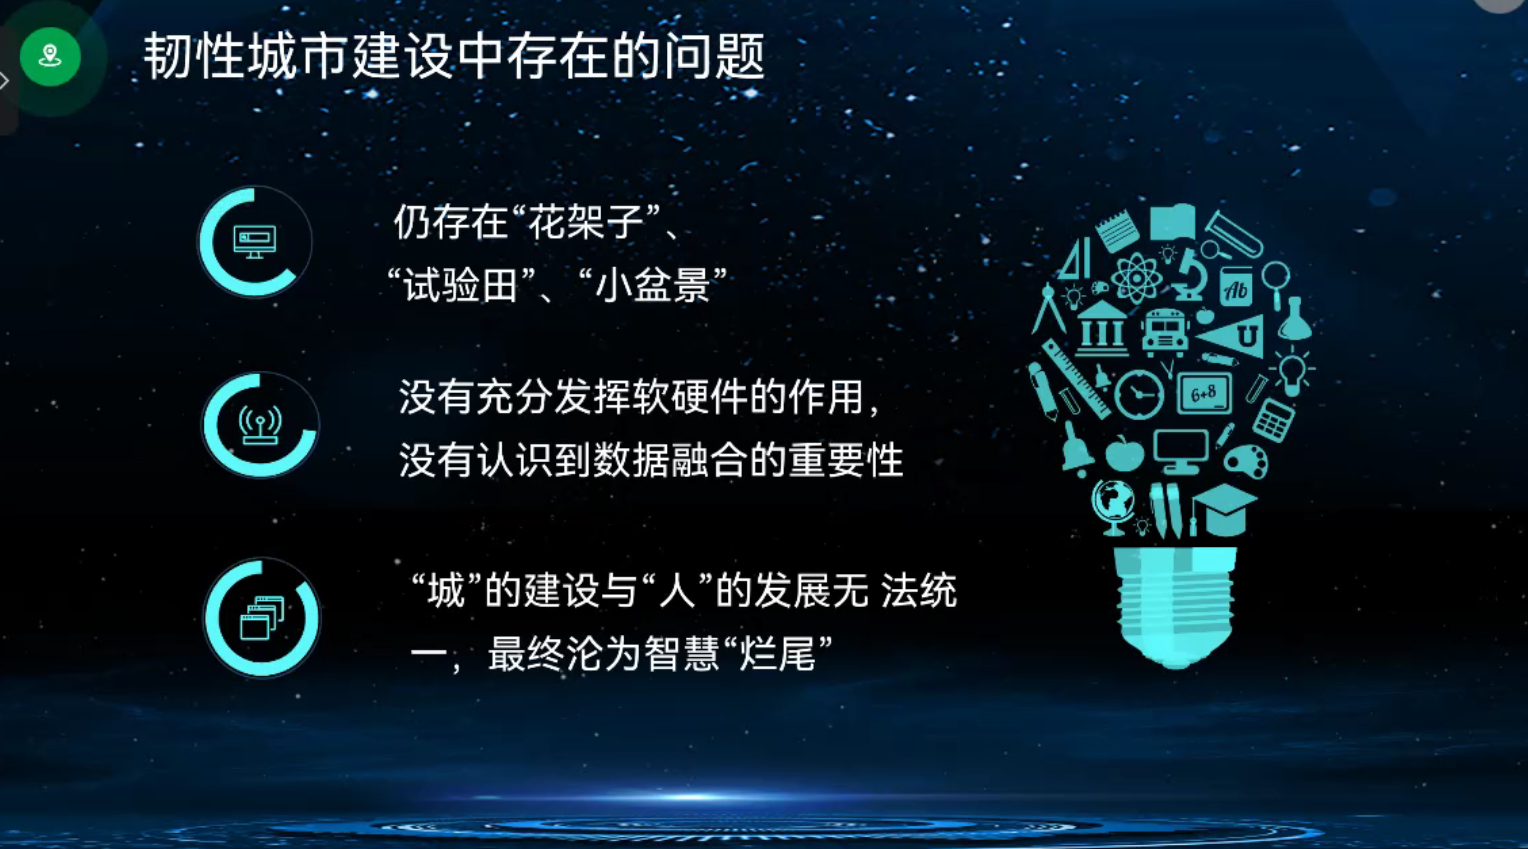 韧性城市建设中存在的问题
仍存在“花架子”、
“试验田”、“小盆景”
没有充分发挥软硬件的作用，
没有认识到数据融合的重要性
“城”的建设与“人”的发展无 法统
一，最终沦为智慧“烂尾”
Ab
U
6+8